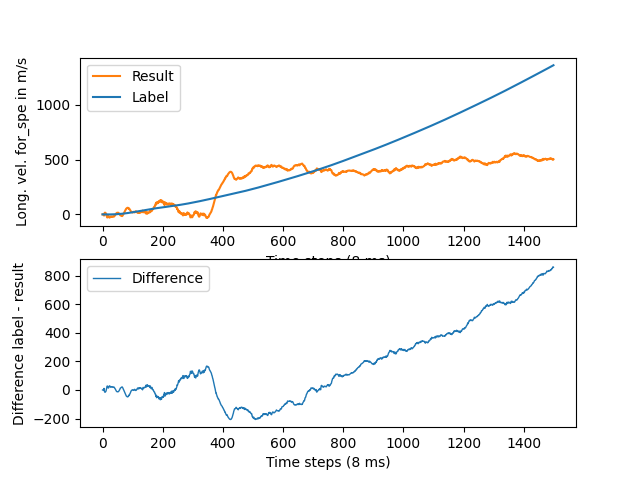 Long. vel. for_spe in m/s
Result
Label
1000
500
0
0 200 400 600 800 1000 1200 1400
Time steps (8 ms)
Difference label - result
Difference
800
600
400
200
0
−200
0 200 400 600 800 1000 1200 1400
Time steps (8 ms)